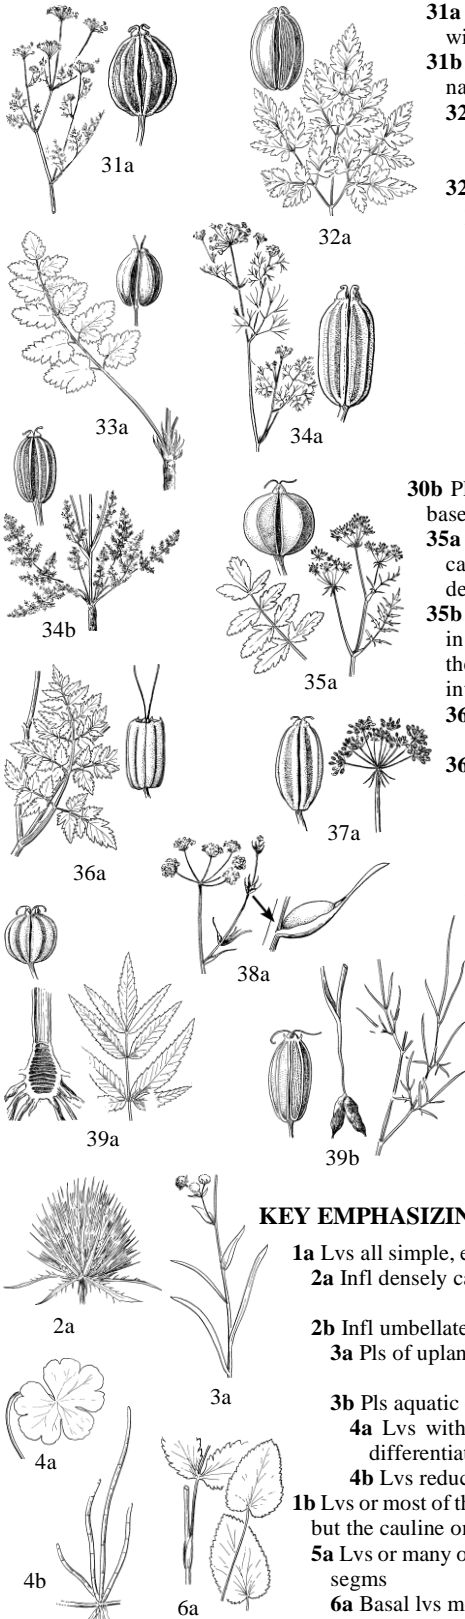 31a
wi
31b
na
31a
32
32
32a
33a
34a
30b Pl
base
35a
ca
de
34b
35b
in
the
in
35a
36
36
37a
36a
38a
39a
39b
KEY EMPHASIZIN
1a Lvs all simple, e
2a Infl densely ca
2a
2b Infl umbellate
3a Pls of uplan
3a
3b Pls aquatic
4a Lvs with
differentiat
4a
4b Lvs reduc
1b Lvs or most of th
but the cauline or
5a Lvs or many o
segms
4b
6a
6a Basal lvs m